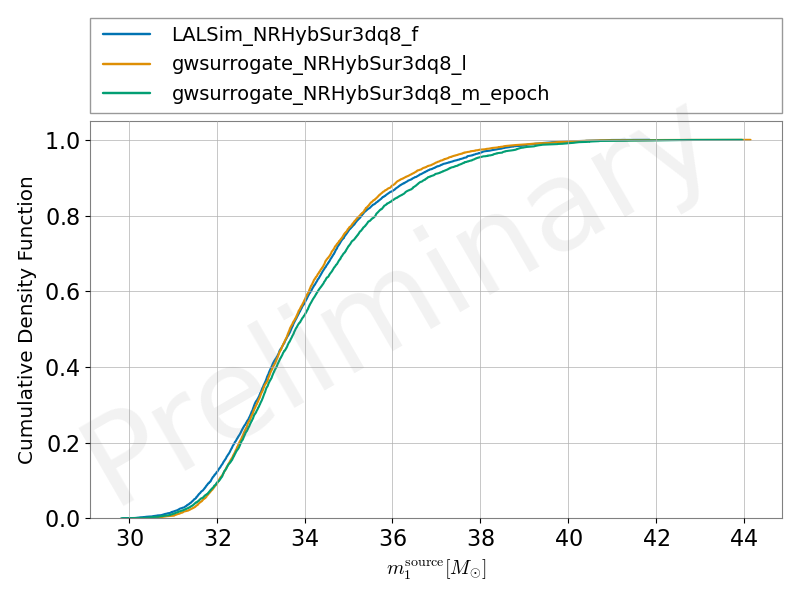 LALSim_NRHybSur3dq8_f
gwsurrogate_NRHybSur3dq8_l
gwsurrogate_NRHybSur3dq8_m_epoch
Preliminary
Cumulative Density Function
1.0
0.8
0.6
0.4
0.2
0.0
30 32 34 36 38 40 42 44
m₁^source [M☉]